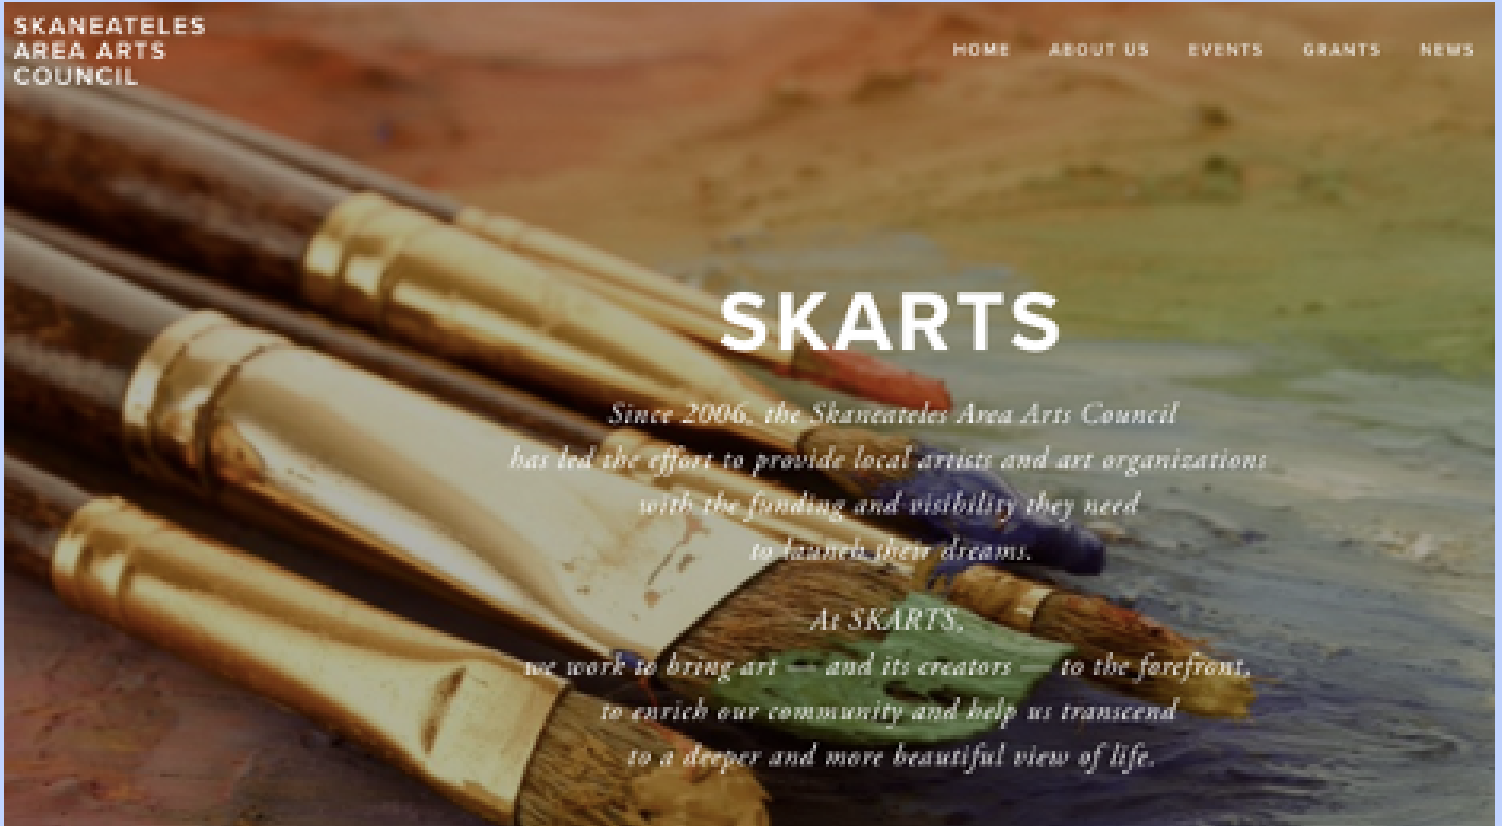 SKANEATELES
AREA ARTS
COUNCIL
HOME ABOUT US EVENTS GRANTS NEWS
SKARTS
Since 2006, the Skaneateles Area Arts Council
has led the effort to provide local artists and art organizations
with the funding and visibility they need
to launch their dreams.
At SKARTS,
we work to bring art — and its creators — to the forefront,
to enrich our community and help us transcend
to a deeper and more beautiful view of life.